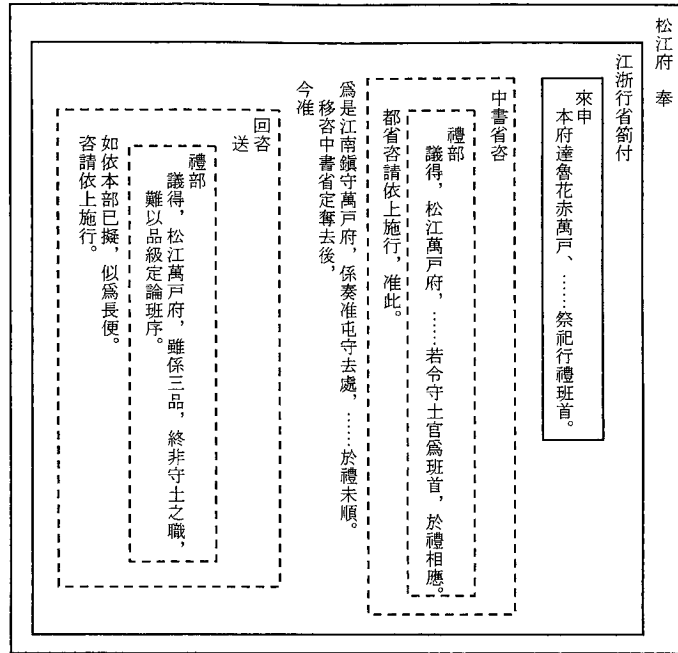 松江府　奉
江浙行省箚付
來申
本府達魯花赤萬戸、……祭祀行禮班首。
中書省咨
禮部
議得，松江萬戸府，……若令守土官爲班首，於禮相應。
都省咨請依上施行，准此。
爲是江南鎭守萬戸府，係奏准屯守去處，……於禮未順。
移咨中書省定奪去後，
今准
回咨
送
禮部
議得，松江萬戸府，雖係三品，終非守土之職，
難以品級定論班序。
如依本部已擬，似爲長便。
咨請依上施行。